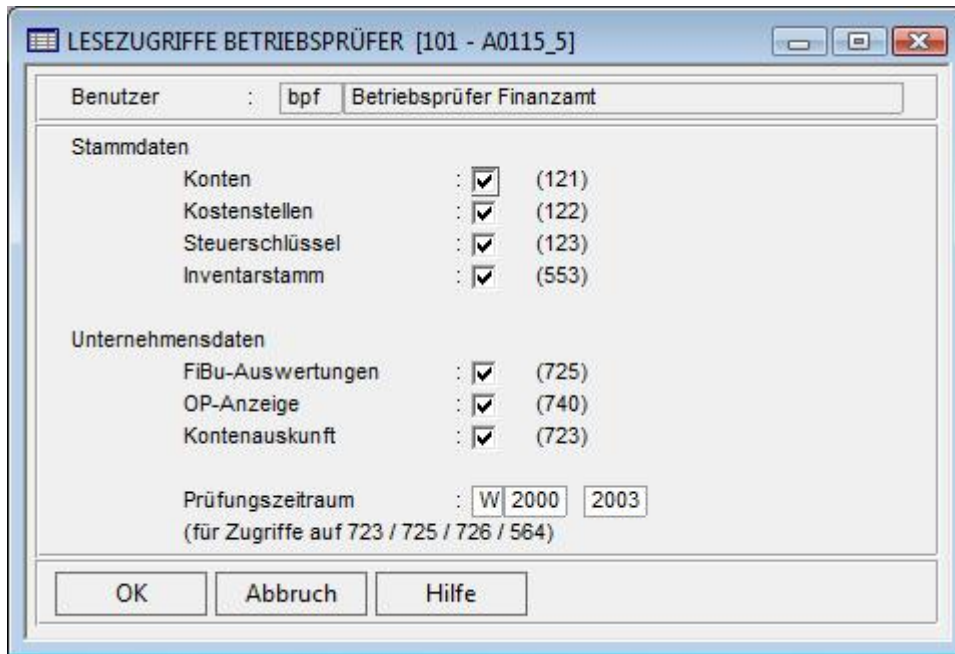 LESEZUGRIFFE BETRIEBSPRÜFER [101 - A0115_5]
Benutzer : bpf Betriebsprüfer Finanzamt
Stammdaten
Konten : (121)
Kostenstellen : (122)
Steuerschlüssel : (123)
Inventarstamm : (553)
Unternehmensdaten
FiBu-Auswertungen : (725)
OP-Anzeige : (740)
Kontenauskunft : (723)
Prüfungszeitraum : W 2000 2003
(für Zugriffe auf 723 / 725 / 726 / 564)
OK Abbruch Hilfe